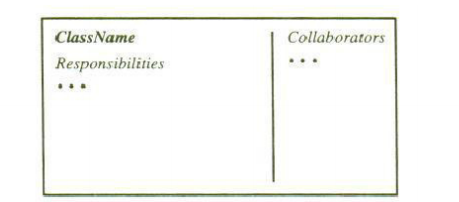 ClassName
Responsibilities
...
Collaborators
...